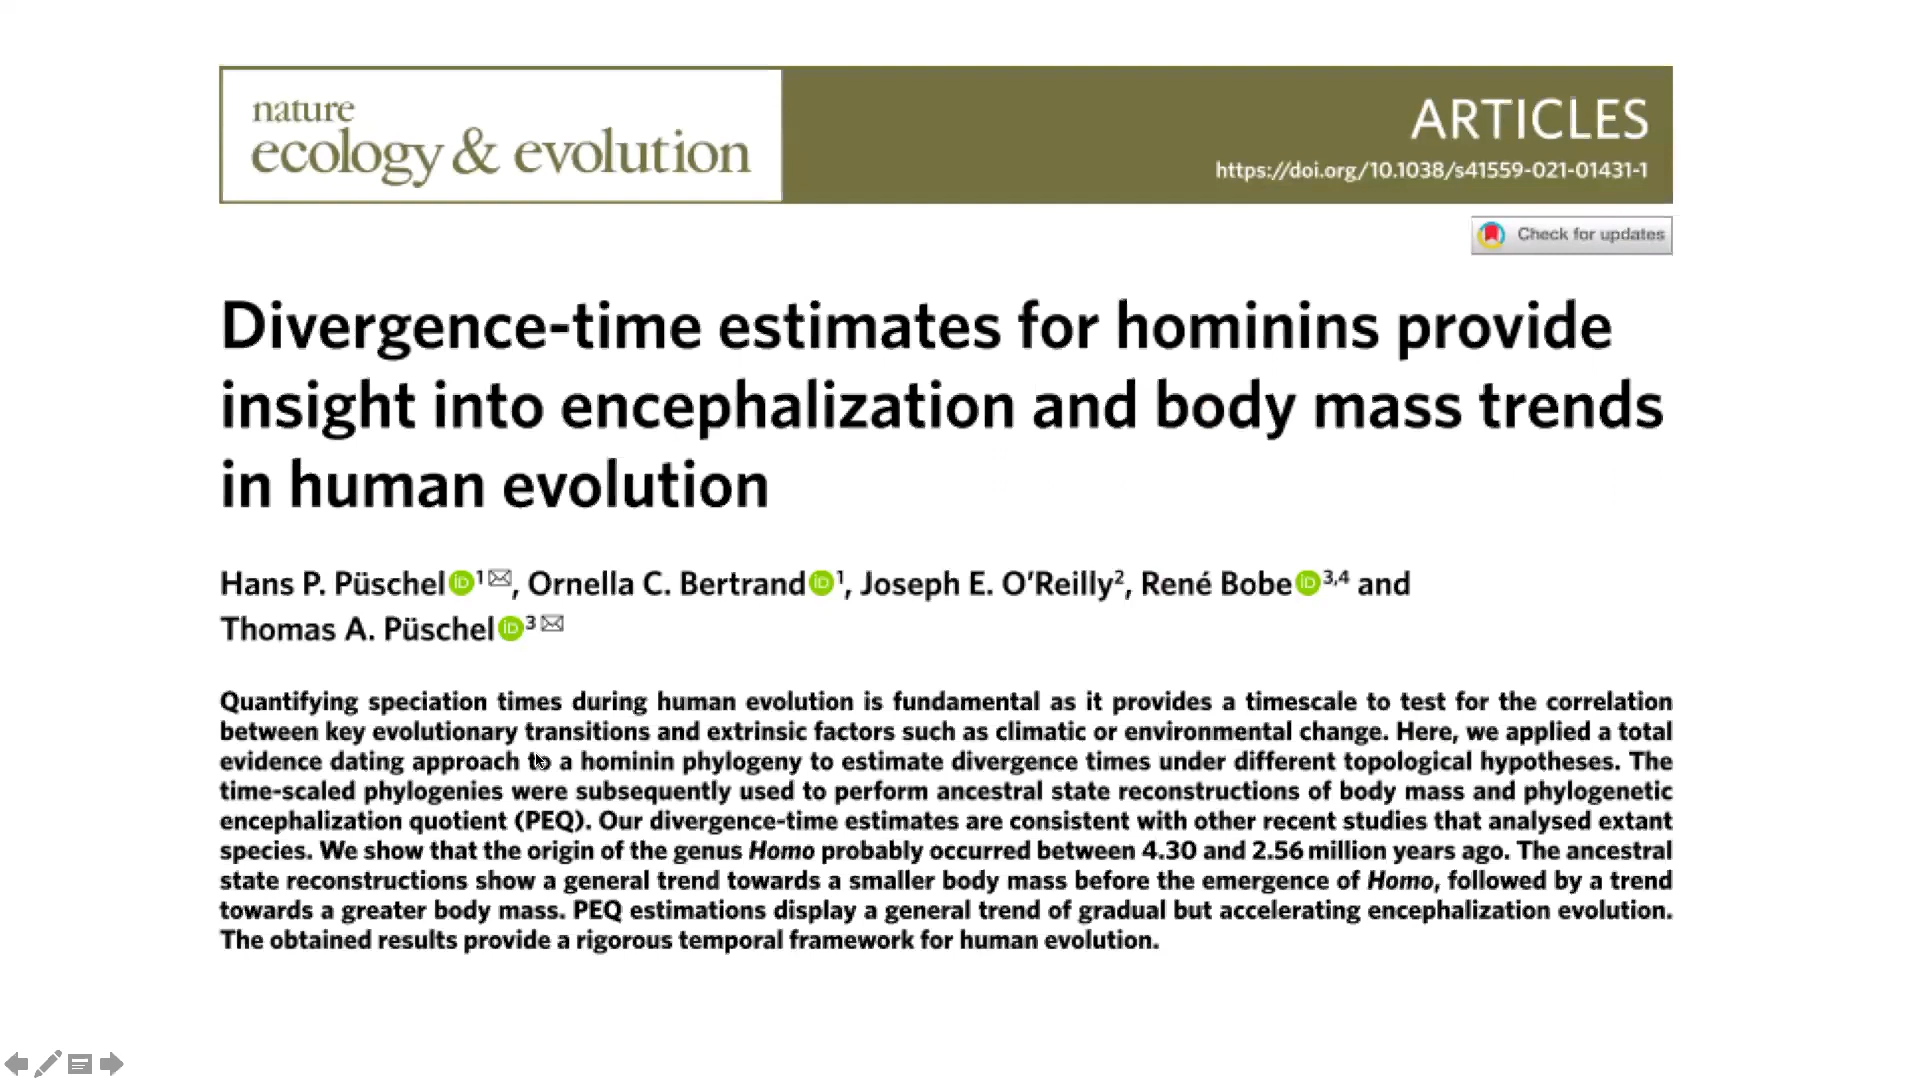 nature
ecology & evolution
ARTICLES
https://doi.org/10.1038/s41559-021-01431-1
Check for updates
Divergence-time estimates for hominins provide
insight into encephalization and body mass trends
in human evolution
Hans P. Püschel iD 1 ✉, Ornella C. Bertrand iD 1, Joseph E. O’Reilly2, René Bobe iD 3,4 and
Thomas A. Püschel iD 3 ✉
Quantifying speciation times during human evolution is fundamental as it provides a timescale to test for the correlation
between key evolutionary transitions and extrinsic factors such as climatic or environmental change. Here, we applied a total
evidence dating approach to a hominin phylogeny to estimate divergence times under different topological hypotheses. The
time-scaled phylogenies were subsequently used to perform ancestral state reconstructions of body mass and phylogenetic
encephalization quotient (PEQ). Our divergence-time estimates are consistent with other recent studies that analysed extant
species. We show that the origin of the genus Homo probably occurred between 4.30 and 2.56 million years ago. The ancestral
state reconstructions show a general trend towards a smaller body mass before the emergence of Homo, followed by a trend
towards a greater body mass. PEQ estimations display a general trend of gradual but accelerating encephalization evolution.
The obtained results provide a rigorous temporal framework for human evolution.